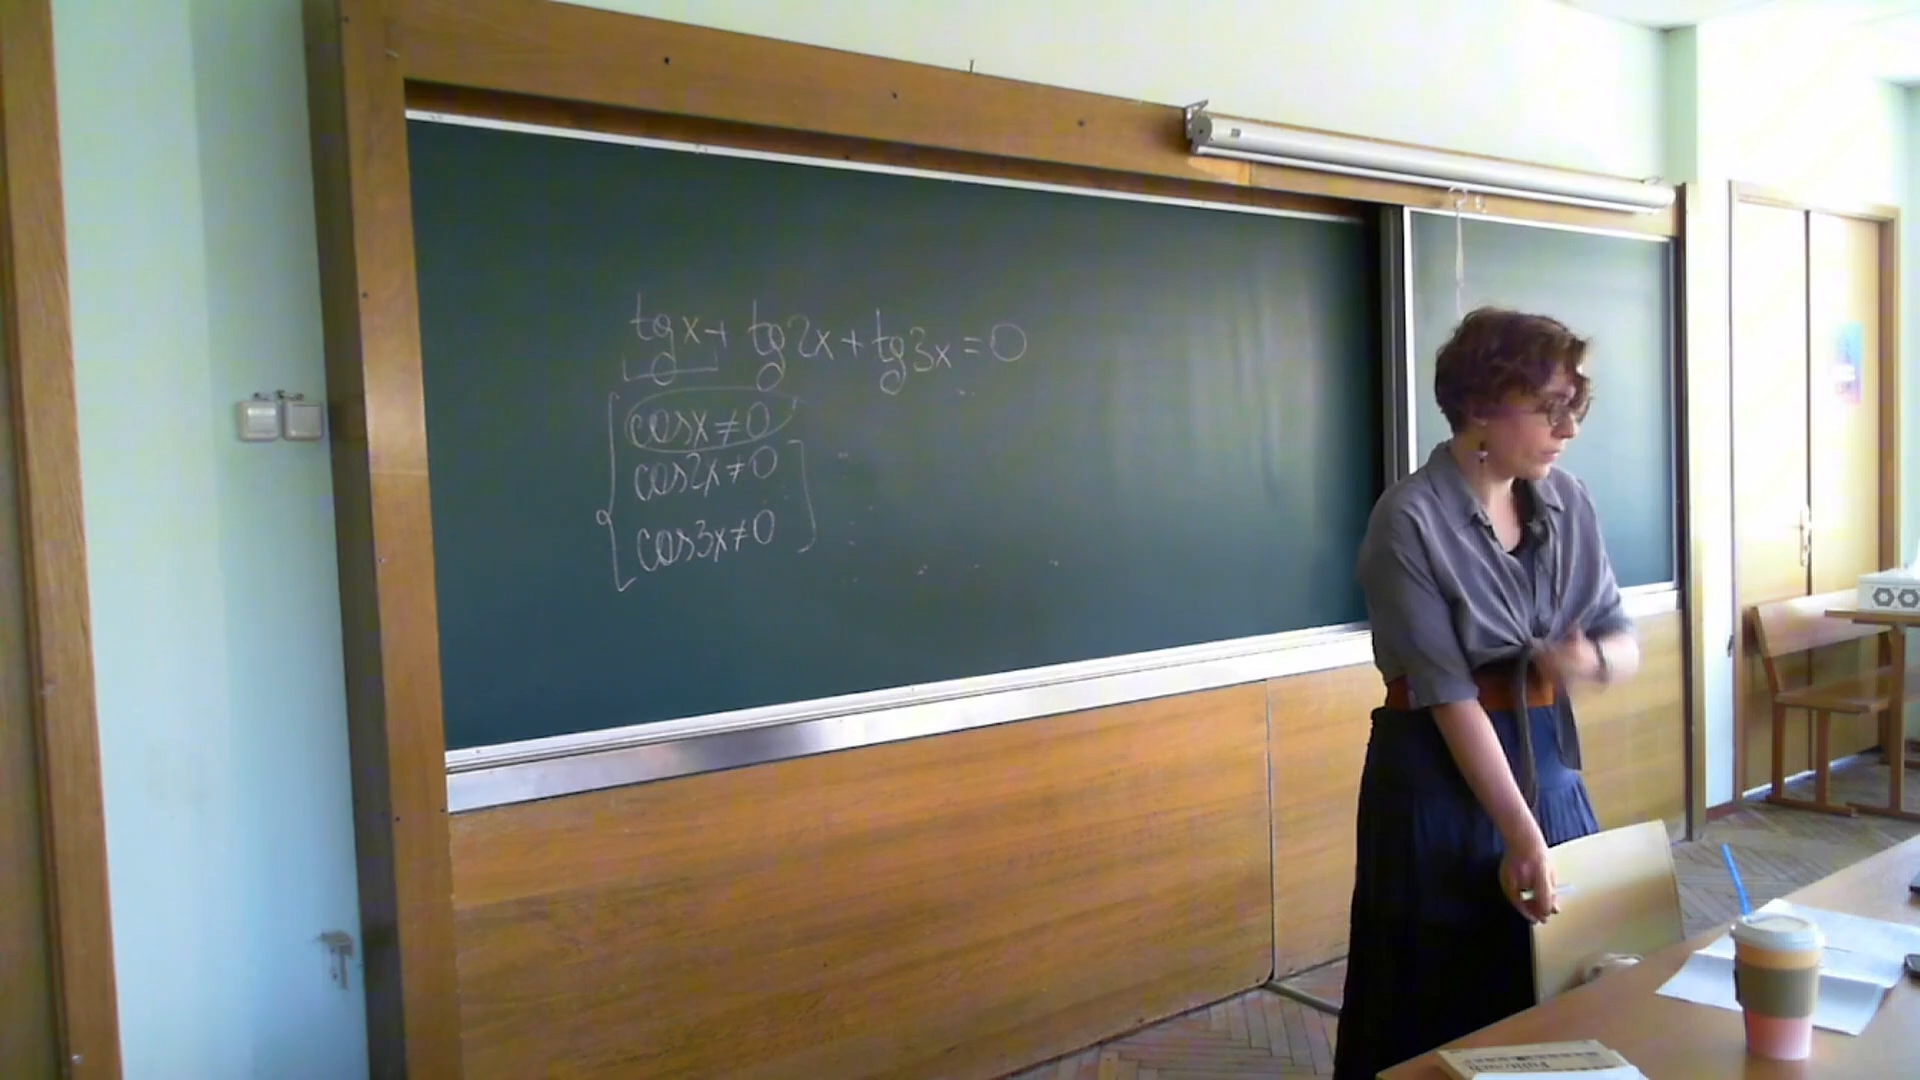 tg x + tg 2x + tg 3x = 0
cos x ≠ 0
cos 2x ≠ 0
cos 3x ≠ 0